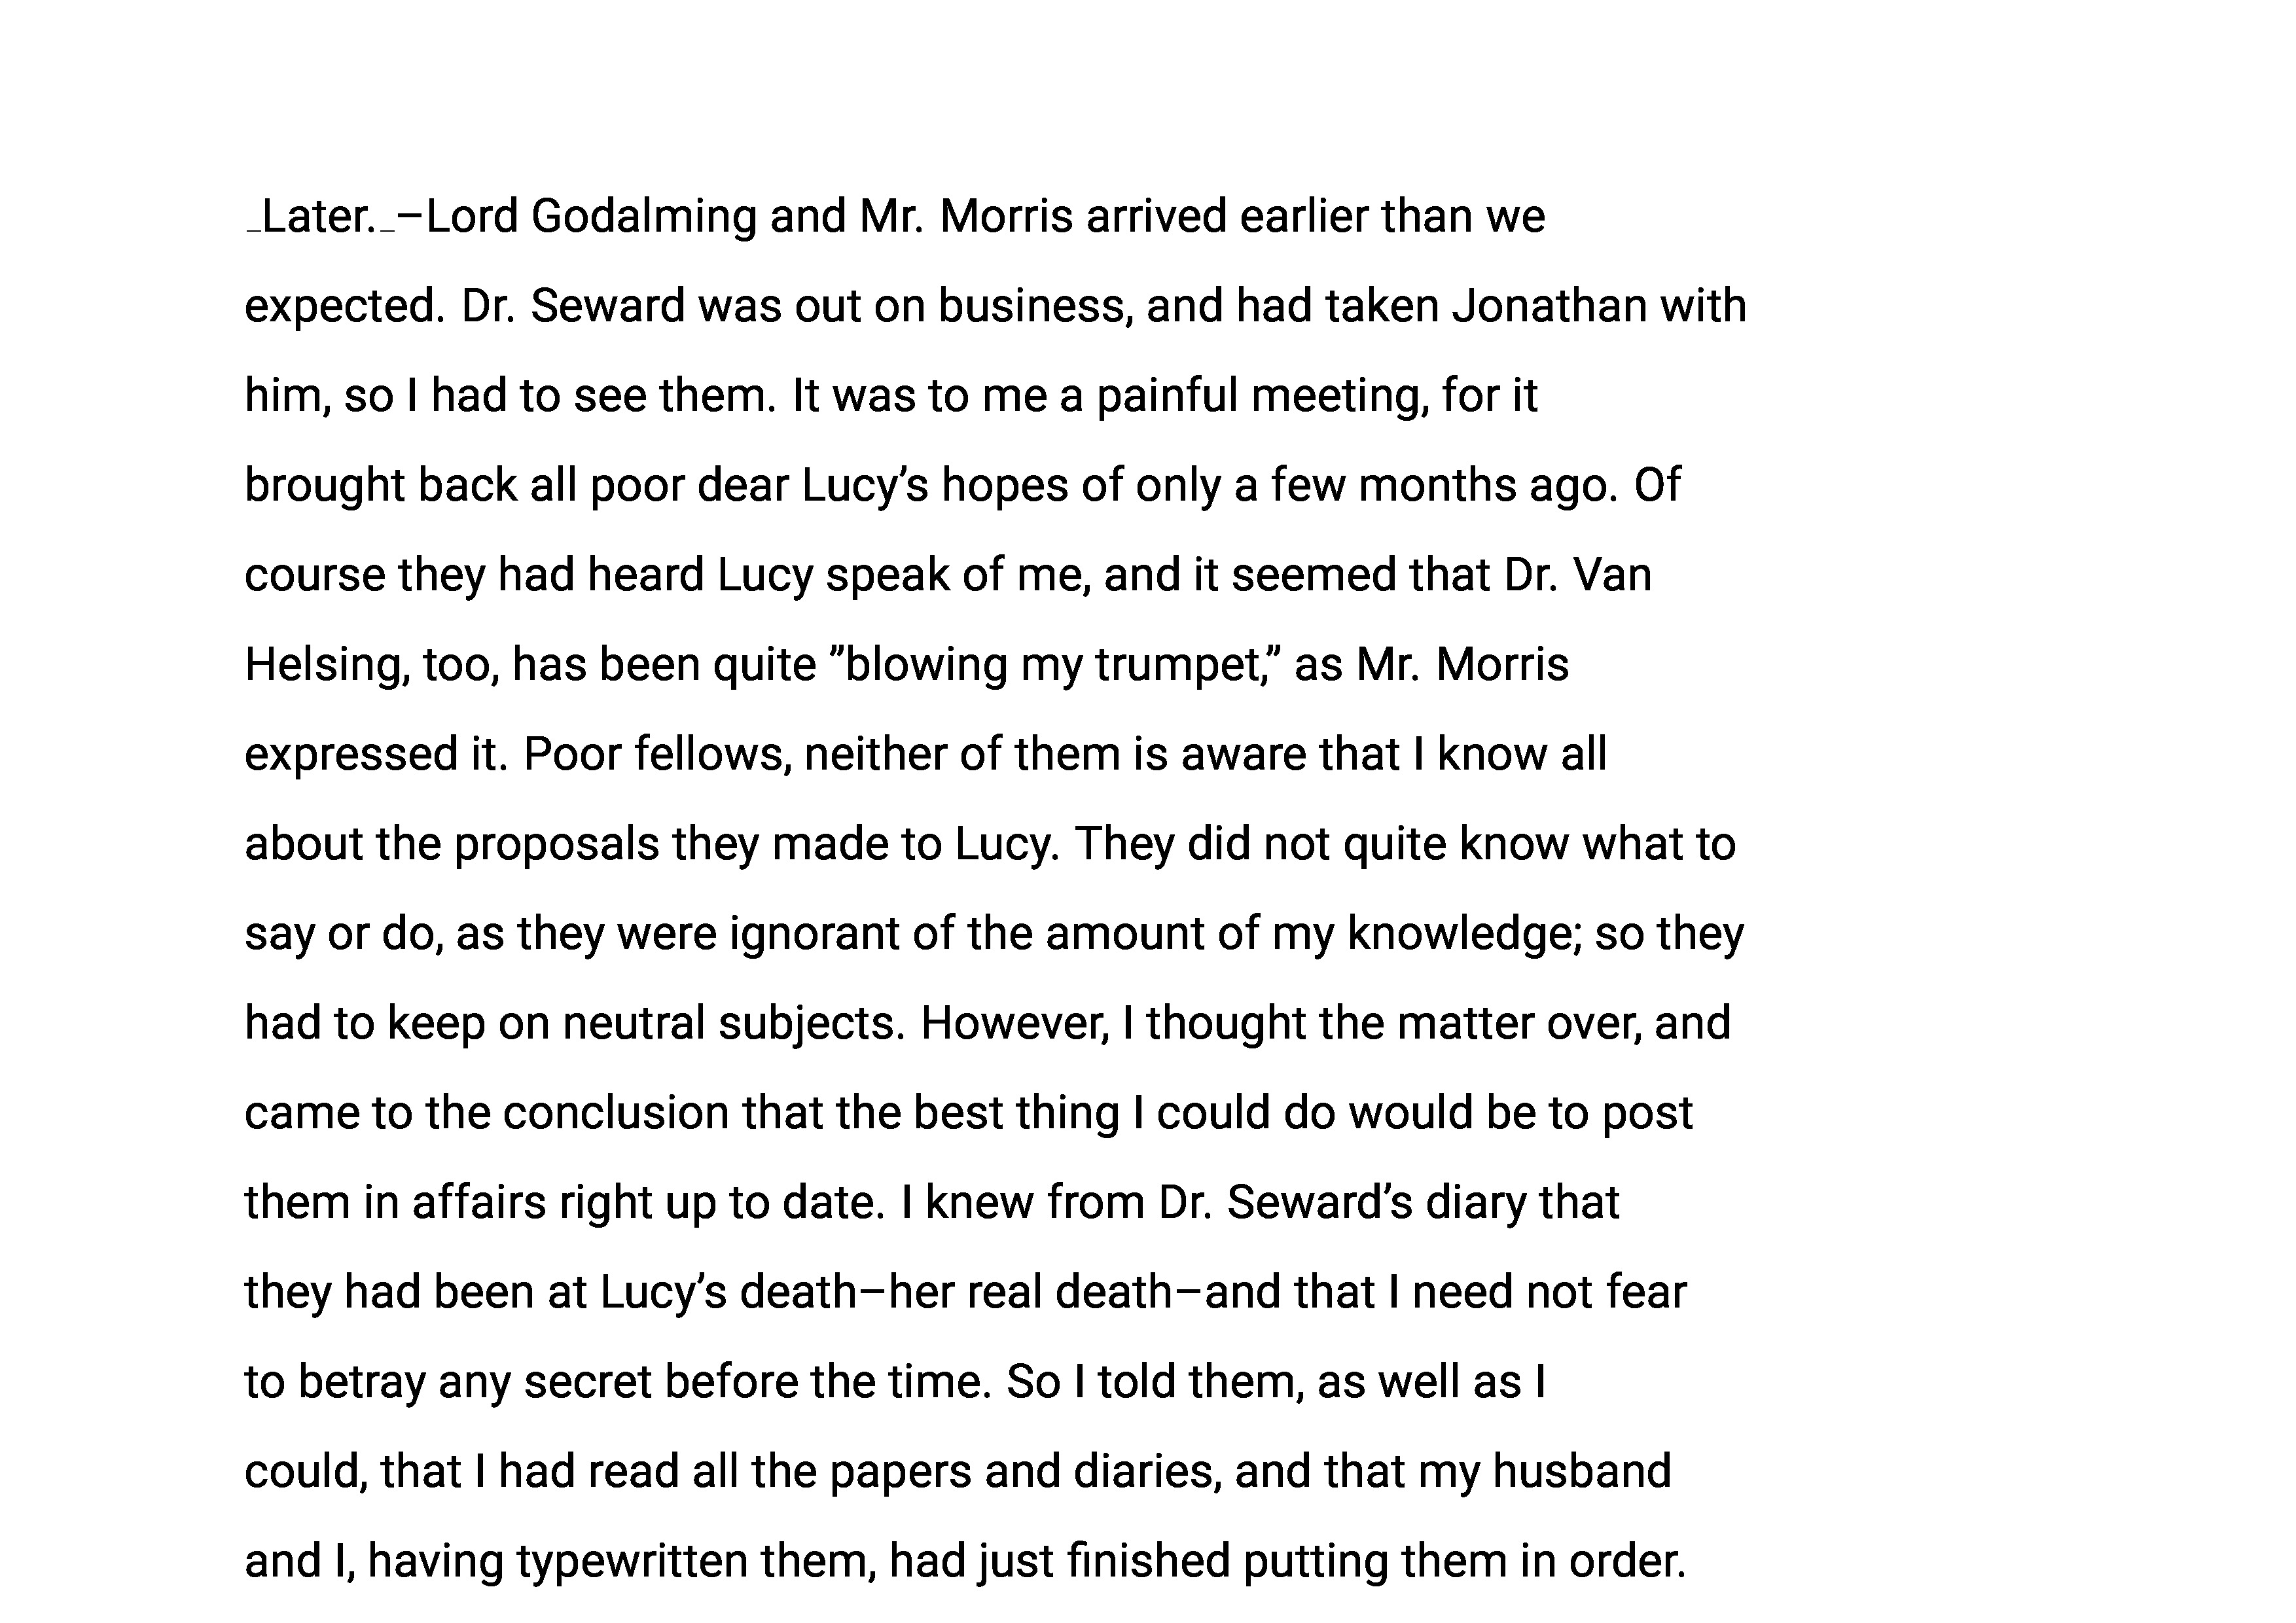 _Later._–Lord Godalming and Mr. Morris arrived earlier than we
expected. Dr. Seward was out on business, and had taken Jonathan with
him, so I had to see them. It was to me a painful meeting, for it
brought back all poor dear Lucy’s hopes of only a few months ago. Of
course they had heard Lucy speak of me, and it seemed that Dr. Van
Helsing, too, has been quite ”blowing my trumpet,” as Mr. Morris
expressed it. Poor fellows, neither of them is aware that I know all
about the proposals they made to Lucy. They did not quite know what to
say or do, as they were ignorant of the amount of my knowledge; so they
had to keep on neutral subjects. However, I thought the matter over, and
came to the conclusion that the best thing I could do would be to post
them in affairs right up to date. I knew from Dr. Seward’s diary that
they had been at Lucy’s death–her real death–and that I need not fear
to betray any secret before the time. So I told them, as well as I
could, that I had read all the papers and diaries, and that my husband
and I, having typewritten them, had just finished putting them in order.